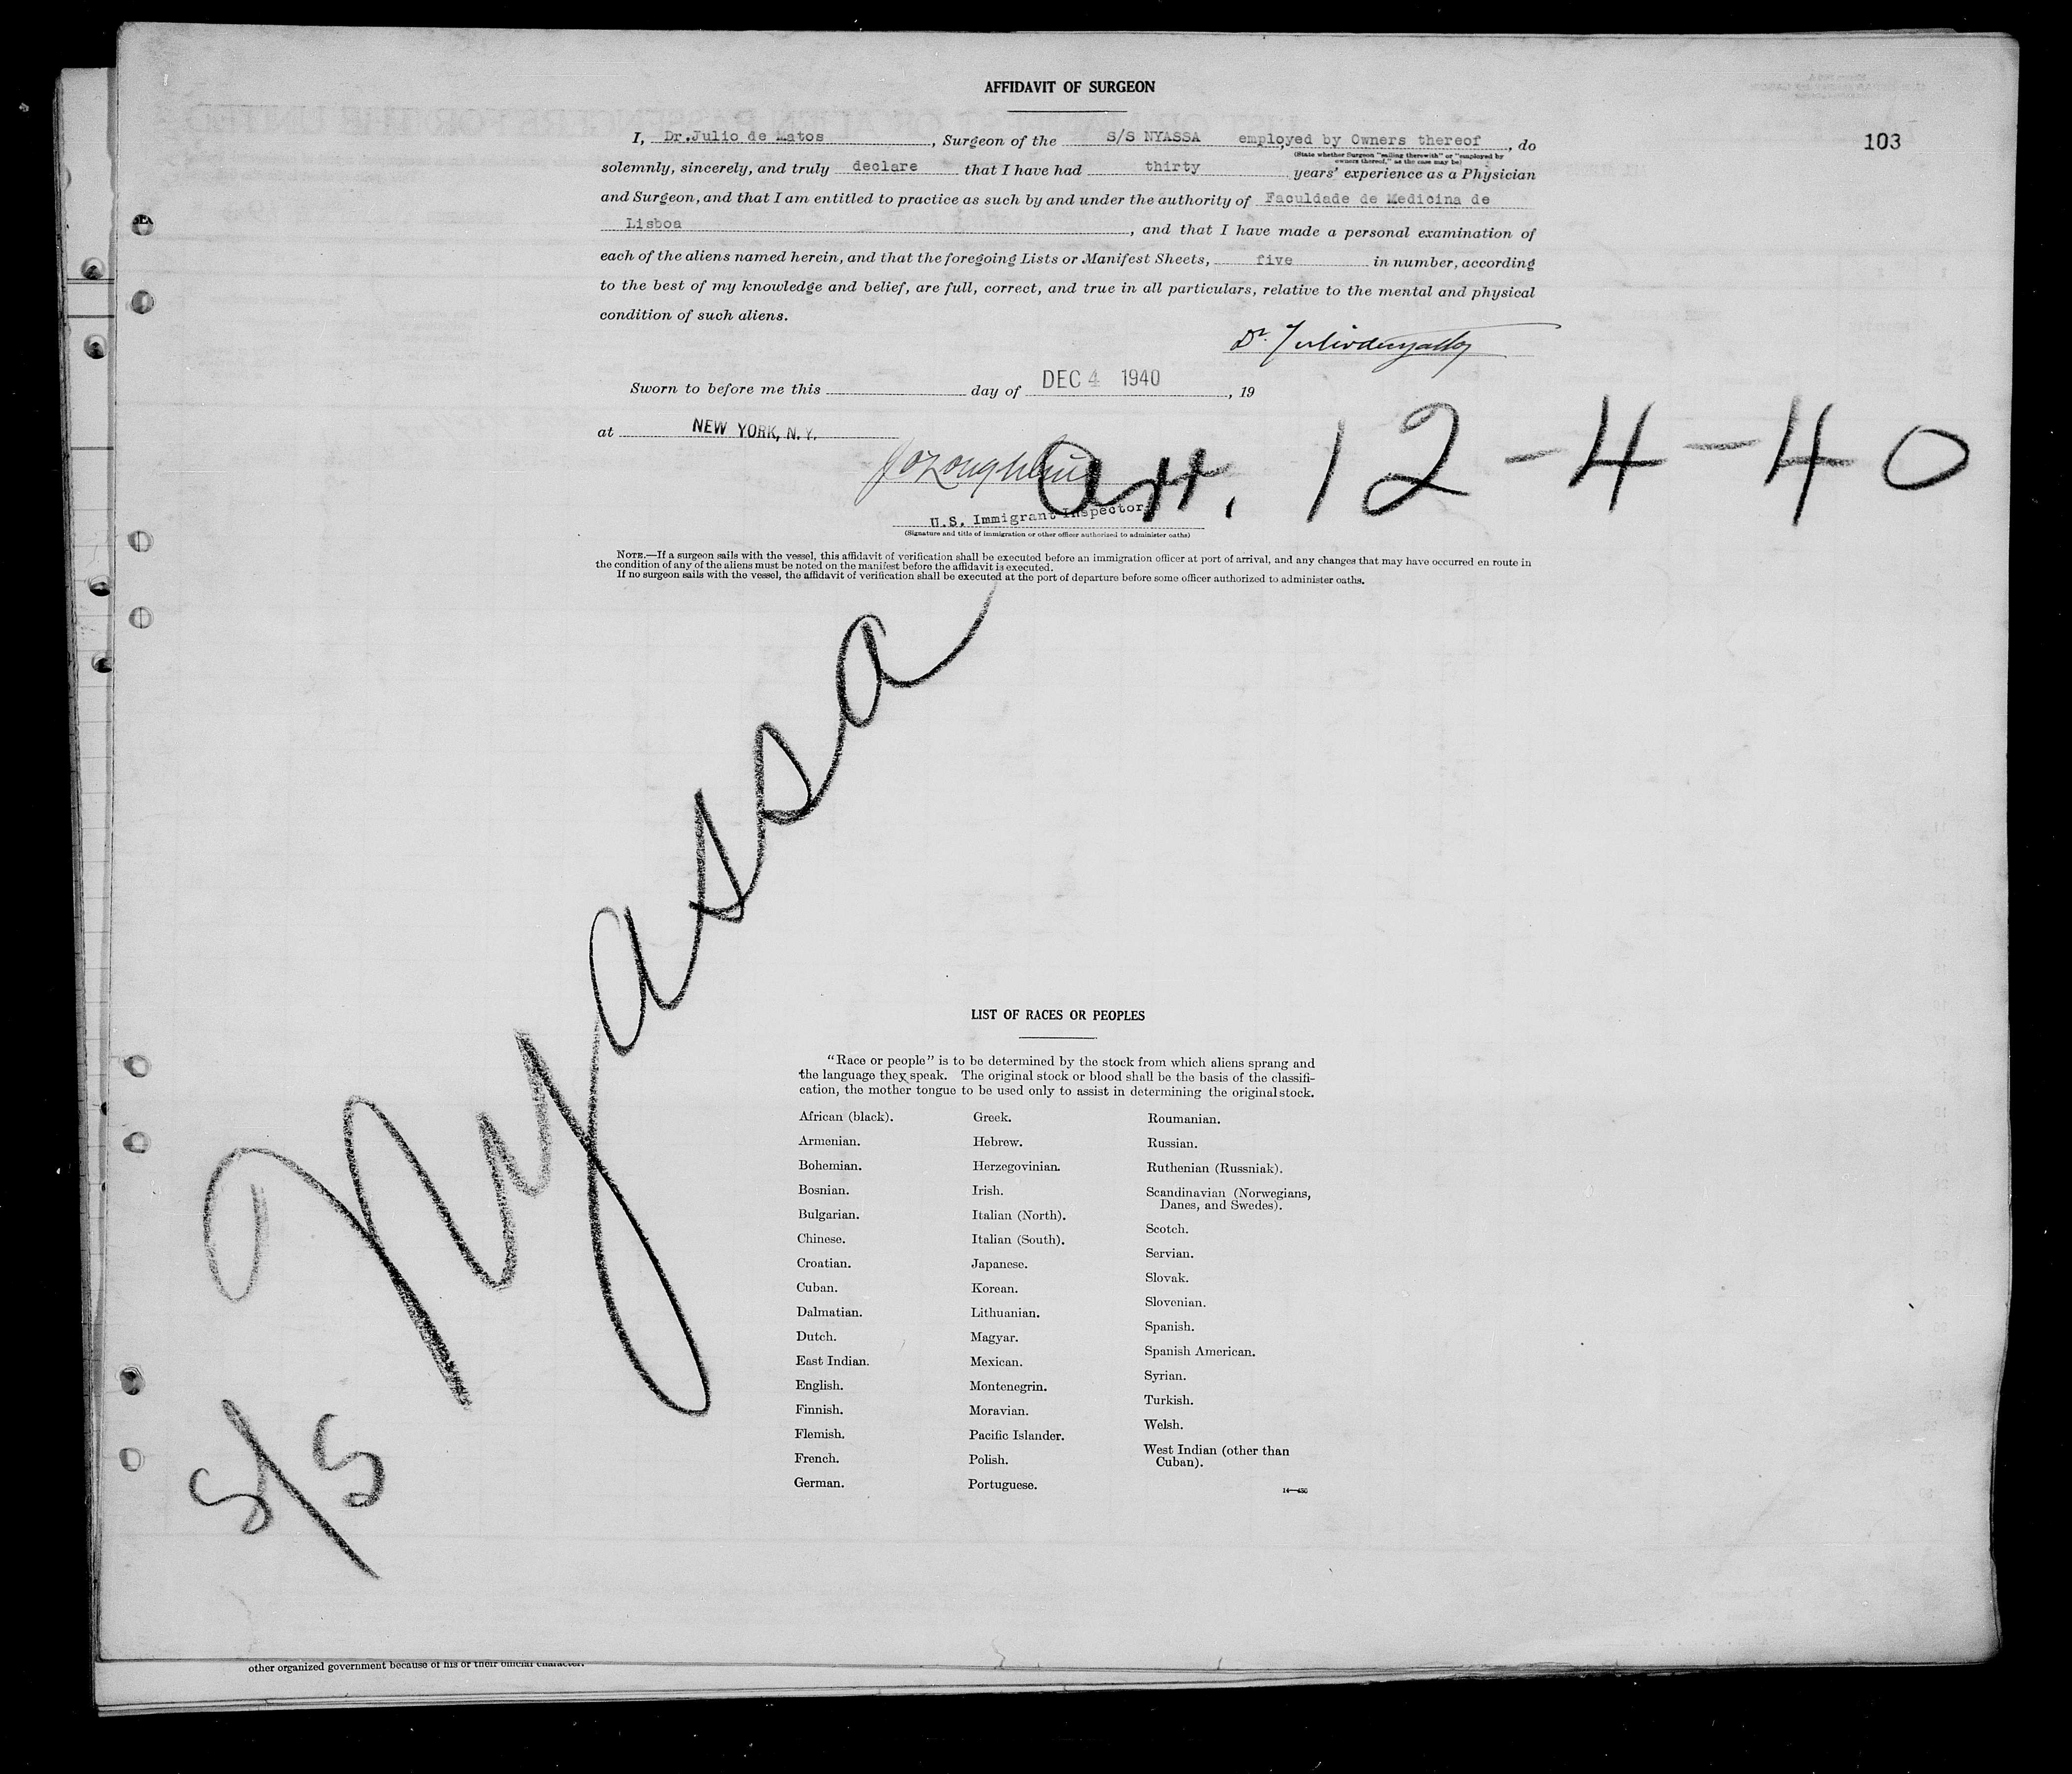 AFFIDAVIT OF SURGEON
103
I, Dr.Julio de Matos, Surgeon of the S/S NYASSA, employed by Owners thereof, do
(State whether Surgeon "sailing therewith" or "employed by
owners thereof," as the case may be)
solemnly, sincerely, and truly declare that I have had thirty years' experience as a Physician
and Surgeon, and that I am entitled to practice as such by and under the authority of Faculdade de Medicina de
Lisboa, and that I have made a personal examination of
each of the aliens named herein, and that the foregoing Lists or Manifest Sheets, five in number, according
to the best of my knowledge and belief, are full, correct, and true in all particulars, relative to the mental and physical
condition of such aliens.
Sworn to before me this day of DEC 4 1940, 19
at NEW YORK, N. Y.
arr. 12-4-40
U.S. Immigrant Inspector
(Signature and title of immigration or other officer authorized to administer oaths)
NOTE.—If a surgeon sails with the vessel, this affidavit of verification shall be executed before an immigration officer at port of arrival, and any changes that may have occurred en route in
the condition of any of the aliens must be noted on the manifest before the affidavit is executed.
If no surgeon sails with the vessel, the affidavit of verification shall be executed at the port of departure before some officer authorized to administer oaths.
S/S Nyassa
LIST OF RACES OR PEOPLES
"Race or people" is to be determined by the stock from which aliens sprang and
the language they speak. The original stock or blood shall be the basis of the classifi-
cation, the mother tongue to be used only to assist in determining the original stock.
African (black).
Armenian.
Bohemian.
Bosnian.
Bulgarian.
Chinese.
Croatian.
Cuban.
Dalmatian.
Dutch.
East Indian.
English.
Finnish.
Flemish.
French.
German.
Greek.
Hebrew.
Herzegovinian.
Irish.
Italian (North).
Italian (South).
Japanese.
Korean.
Lithuanian.
Magyar.
Mexican.
Montenegrin.
Moravian.
Pacific Islander.
Polish.
Portuguese.
Roumanian.
Russian.
Ruthenian (Russniak).
Scandinavian (Norwegians,
Danes, and Swedes).
Scotch.
Servian.
Slovak.
Slovenian.
Spanish.
Spanish American.
Syrian.
Turkish.
Welsh.
West Indian (other than
Cuban).
other organized government because of his or their official character.